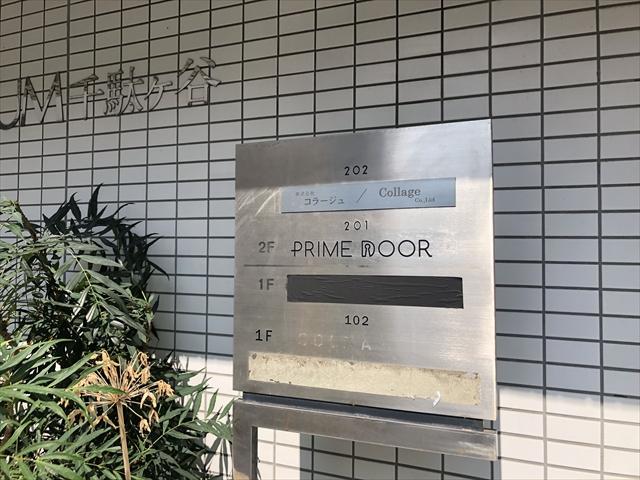 JM千駄ヶ谷
202
株式会社
コラージュ / Collage
Co.,Ltd
201
2F PRIME DOOR
1F
102
1F